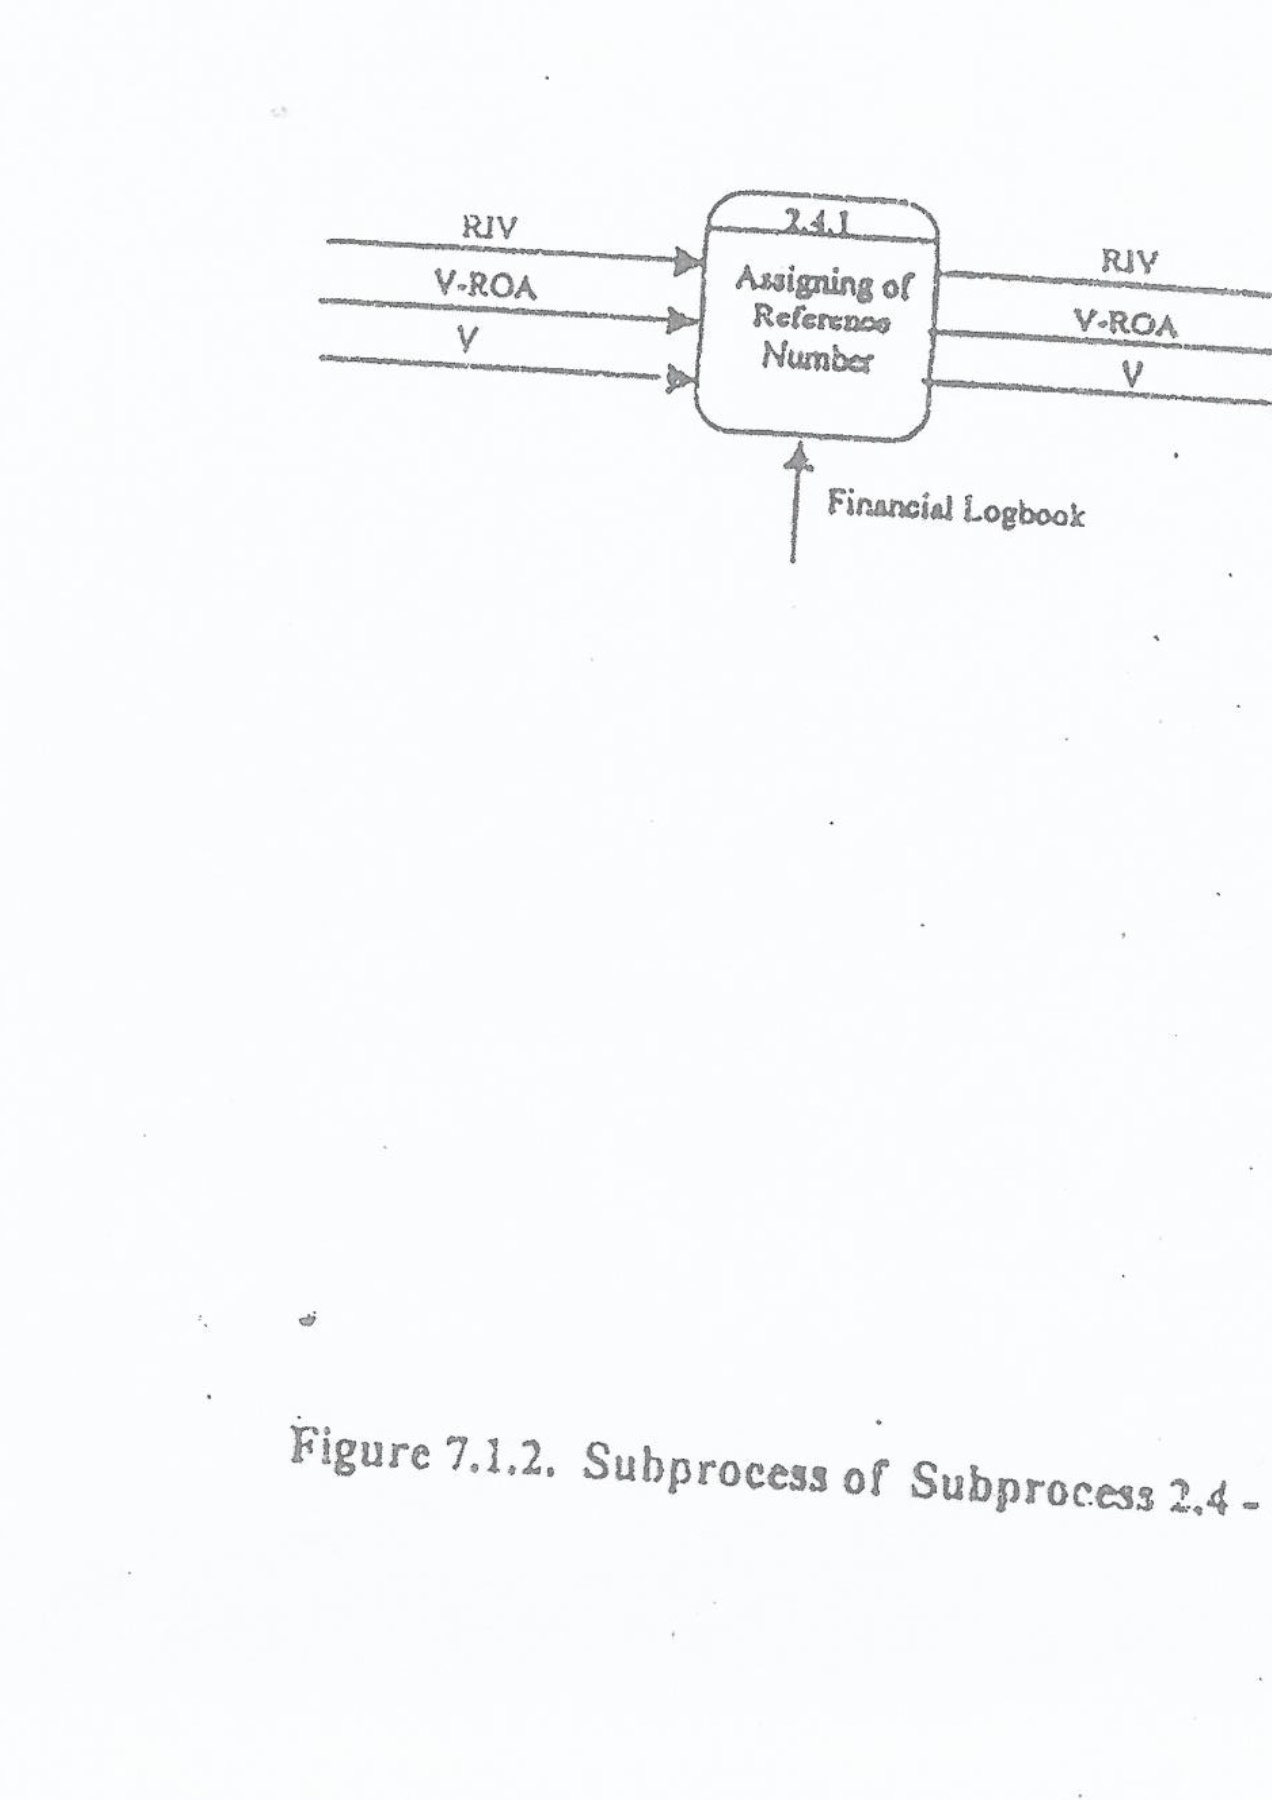 2.4.1
RIV
V-ROA
V
Assigning of
Reference
Number
RIV
V-ROA
V
Financial Logbook
Figure 7.1.2. Subprocess of Subprocess 2.4 -